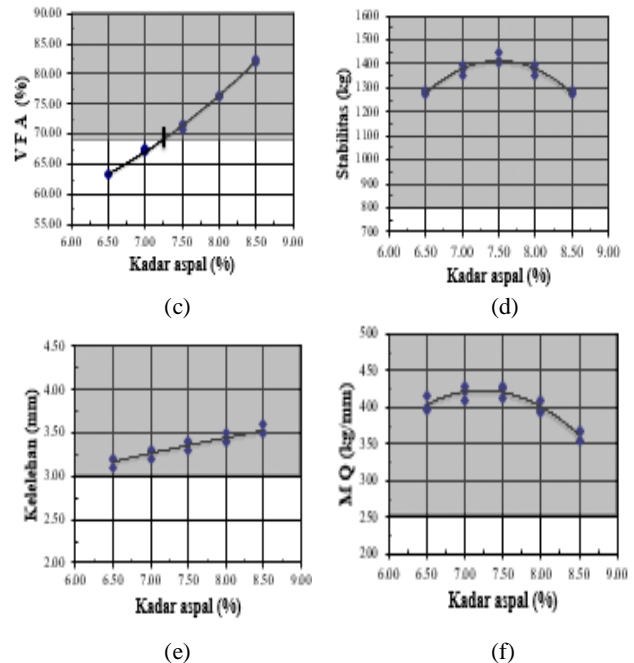 90.00
85.00
80.00
75.00
70.00
65.00
60.00
55.00
V F A (%)
6.00 6.50 7.00 7.50 8.00 8.50 9.00
Kadar aspal (%)
(c)
1600
1500
1400
1300
1200
1100
1000
900
800
700
Stabilitas (kg)
6.00 6.50 7.00 7.50 8.00 8.50 9.00
Kadar aspal (%)
(d)
4.50
4.00
3.50
3.00
2.50
2.00
Kelelehan (mm)
6.00 6.50 7.00 7.50 8.00 8.50 9.00
Kadar aspal (%)
(e)
500
450
400
350
300
250
200
M Q (kg/mm)
6.00 6.50 7.00 7.50 8.00 8.50 9.00
Kadar aspal (%)
(f)